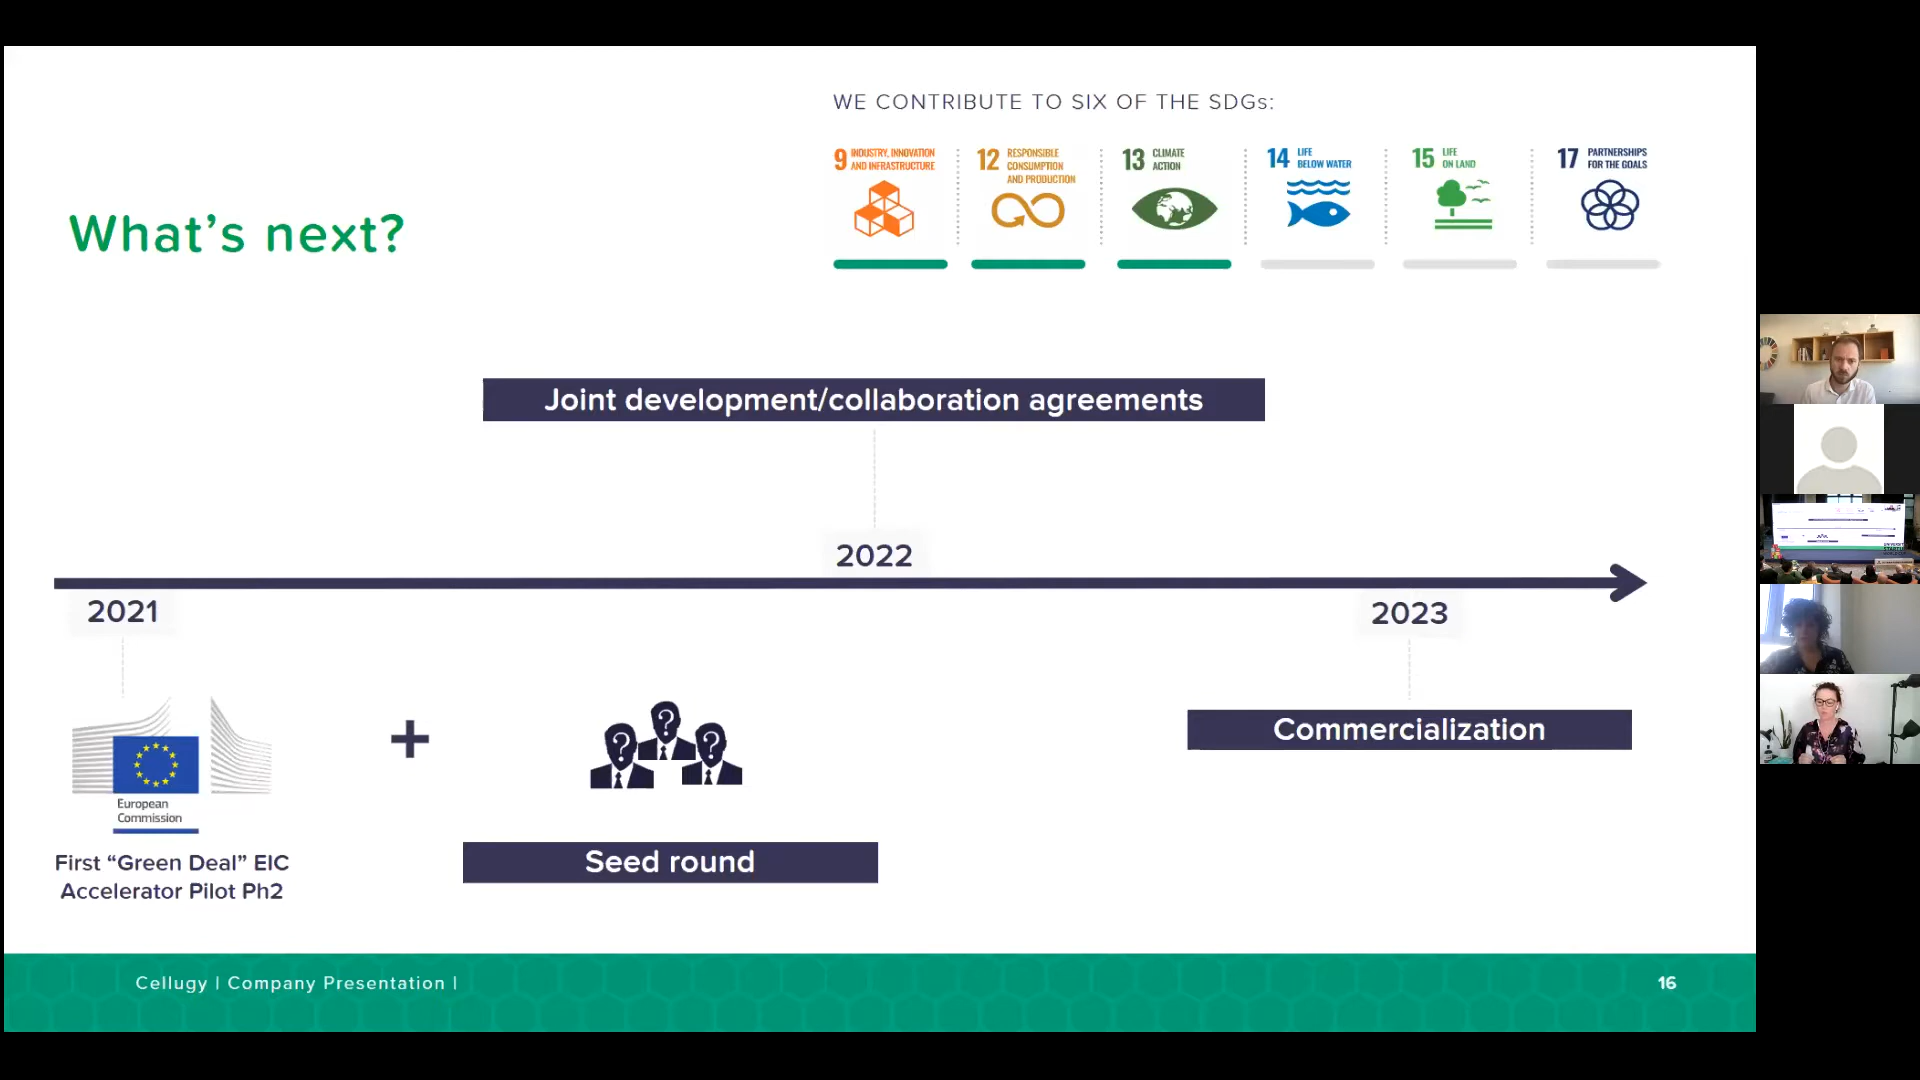 WE CONTRIBUTE TO SIX OF THE SDGs:
9 INDUSTRY, INNOVATION
AND INFRASTRUCTURE
12 RESPONSIBLE
CONSUMPTION
AND PRODUCTION
13 CLIMATE
ACTION
14 LIFE
BELOW WATER
15 LIFE
ON LAND
17 PARTNERSHIPS
FOR THE GOALS
What's next?
Joint development/collaboration agreements
2022
2021
2023
European
Commission
+
? ? ?
Commercialization
First “Green Deal” EIC
Accelerator Pilot Ph2
Seed round
Cellugy | Company Presentation |
16